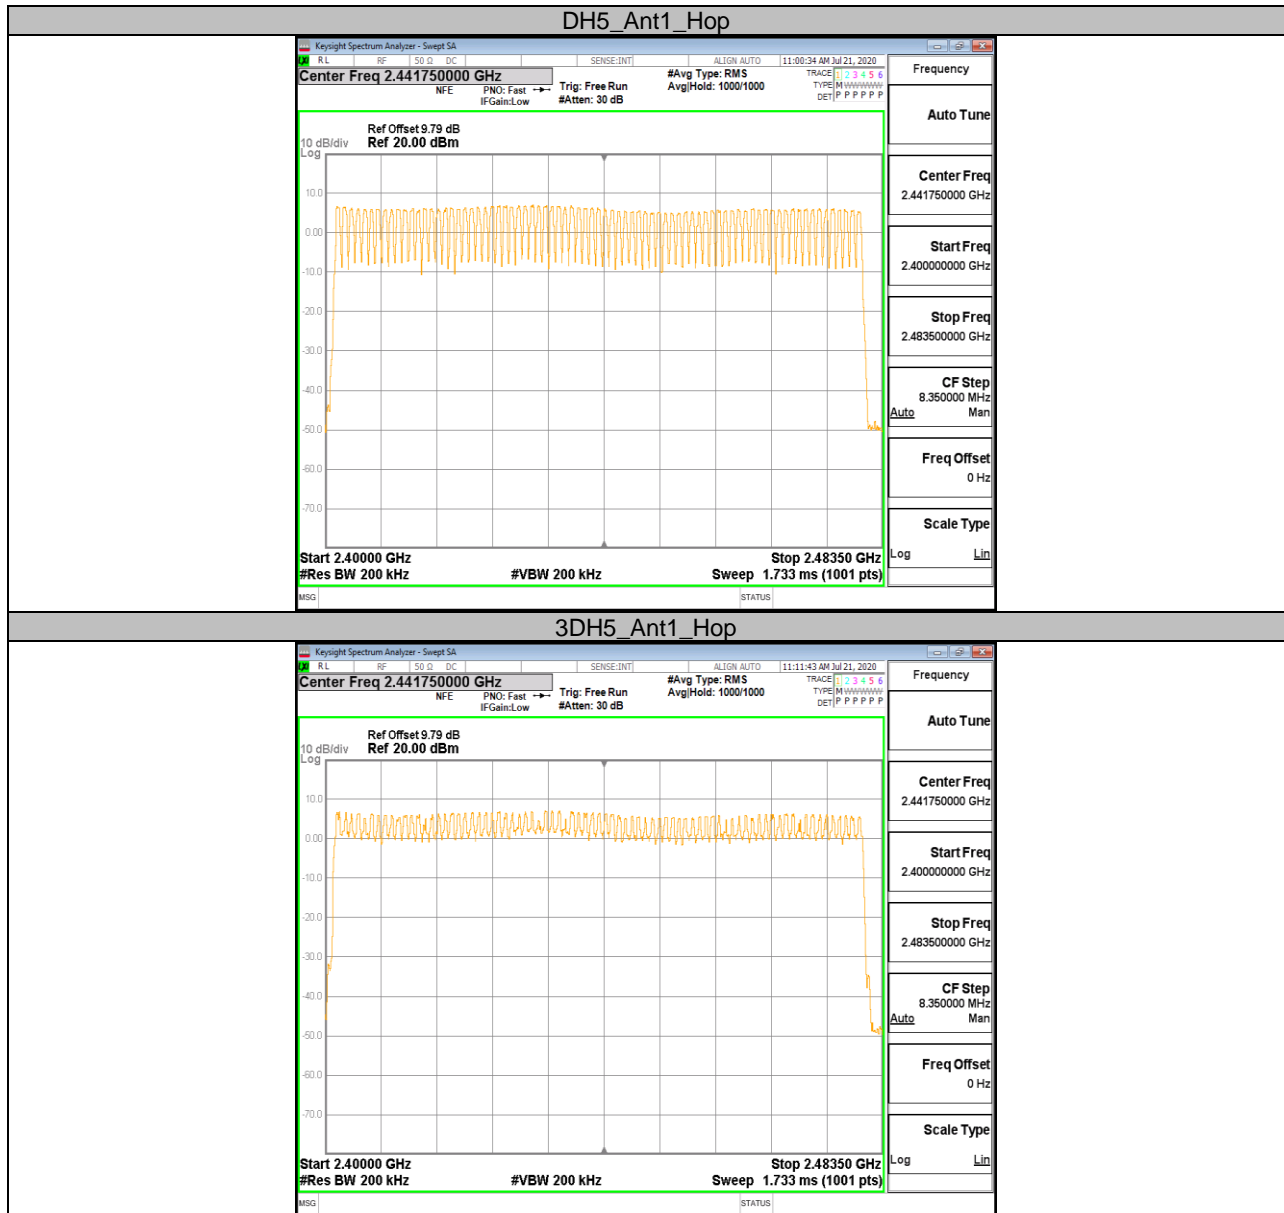 DH5_Ant1_Hop
Keysight Spectrum Analyzer - Swept SA
RL RF 50 Ω DC SENSE:INT ALIGN AUTO 11:00:34 AM Jul 21, 2020
Center Freq 2.441750000 GHz
NFE PNO: Fast Trig: Free Run #Avg Type: RMS TRACE 1 2 3 4 5 6
IFGain:Low #Atten: 30 dB Avg|Hold: 1000/1000 TYPE M WWWWW
DET P P P P P P
Frequency
Auto Tune
Center Freq
2.441750000 GHz
Start Freq
2.400000000 GHz
Stop Freq
2.483500000 GHz
CF Step
8.350000 MHz
Auto Man
Freq Offset
0 Hz
Scale Type
Log Lin
Ref Offset 9.79 dB
10 dB/div Ref 20.00 dBm
Log
10.0
0.00
-10.0
-20.0
-30.0
-40.0
-50.0
-60.0
-70.0
Start 2.40000 GHz Stop 2.48350 GHz
#Res BW 200 kHz #VBW 200 kHz Sweep 1.733 ms (1001 pts)
MSG STATUS
3DH5_Ant1_Hop
Keysight Spectrum Analyzer - Swept SA
RL RF 50 Ω DC SENSE:INT ALIGN AUTO 11:11:43 AM Jul 21, 2020
Center Freq 2.441750000 GHz
NFE PNO: Fast Trig: Free Run #Avg Type: RMS TRACE 1 2 3 4 5 6
IFGain:Low #Atten: 30 dB Avg|Hold: 1000/1000 TYPE M WWWWW
DET P P P P P P
Frequency
Auto Tune
Center Freq
2.441750000 GHz
Start Freq
2.400000000 GHz
Stop Freq
2.483500000 GHz
CF Step
8.350000 MHz
Auto Man
Freq Offset
0 Hz
Scale Type
Log Lin
Ref Offset 9.79 dB
10 dB/div Ref 20.00 dBm
Log
10.0
0.00
-10.0
-20.0
-30.0
-40.0
-50.0
-60.0
-70.0
Start 2.40000 GHz Stop 2.48350 GHz
#Res BW 200 kHz #VBW 200 kHz Sweep 1.733 ms (1001 pts)
MSG STATUS